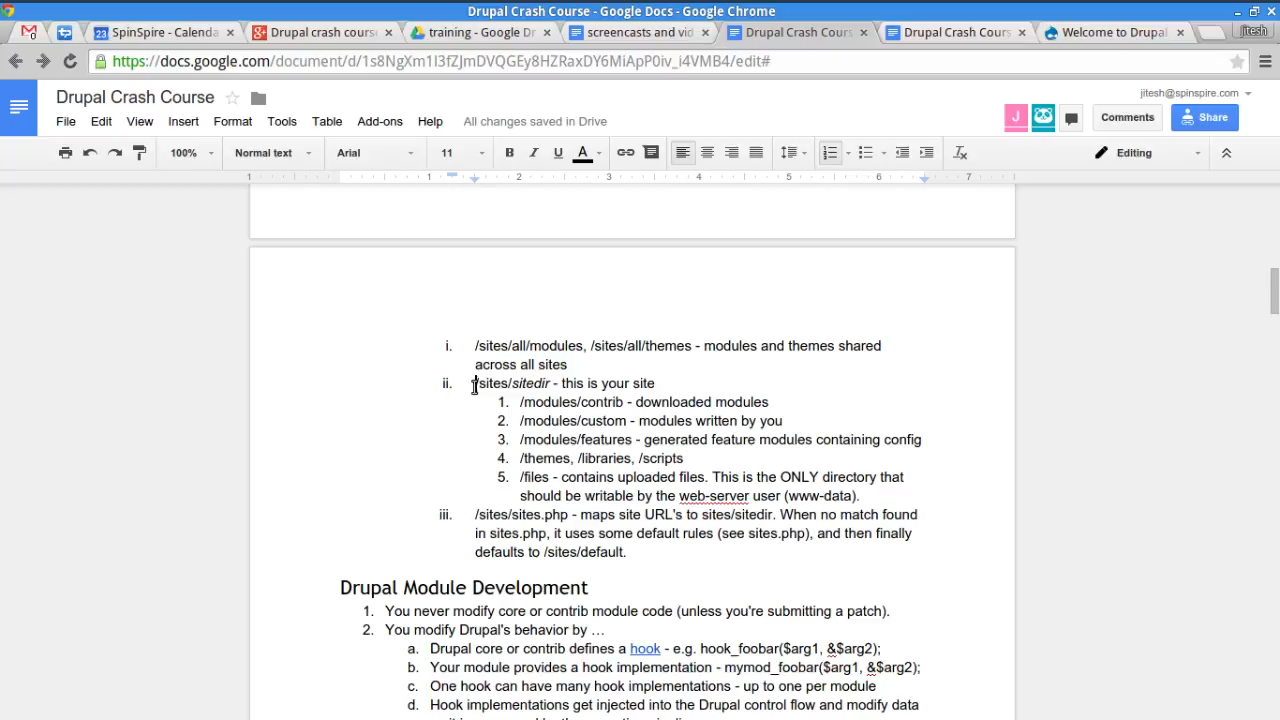 Drupal Crash Course - Google Docs - Google Chrome
23 SpinSpire - Calenda × Drupal crash cours × training - Google Dr × screencasts and vid × Drupal Crash Cours × Drupal Crash Cours × Welcome to Drupal × jitesh
https://docs.google.com/document/d/1s8NgXm1I3fZJmDVQGEy8HZRaxDY6MiApP0iv_i4VMB4/edit#
Drupal Crash Course
jitesh@spinspire.com
File Edit View Insert Format Tools Table Add-ons Help All changes saved in Drive
J Comments Share
100% Normal text Arial 11 B I U A Editing
1 1 2 3 4 5 6 7
i. /sites/all/modules, /sites/all/themes - modules and themes shared
across all sites
ii. /sites/sitedir - this is your site
1. /modules/contrib - downloaded modules
2. /modules/custom - modules written by you
3. /modules/features - generated feature modules containing config
4. /themes, /libraries, /scripts
5. /files - contains uploaded files. This is the ONLY directory that
should be writable by the web-server user (www-data).
iii. /sites/sites.php - maps site URL's to sites/sitedir. When no match found
in sites.php, it uses some default rules (see sites.php), and then finally
defaults to /sites/default.
Drupal Module Development
1. You never modify core or contrib module code (unless you're submitting a patch).
2. You modify Drupal's behavior by …
a. Drupal core or contrib defines a hook - e.g. hook_foobar($arg1, &$arg2);
b. Your module provides a hook implementation - mymod_foobar($arg1, &$arg2);
c. One hook can have many hook implementations - up to one per module
d. Hook implementations get injected into the Drupal control flow and modify data